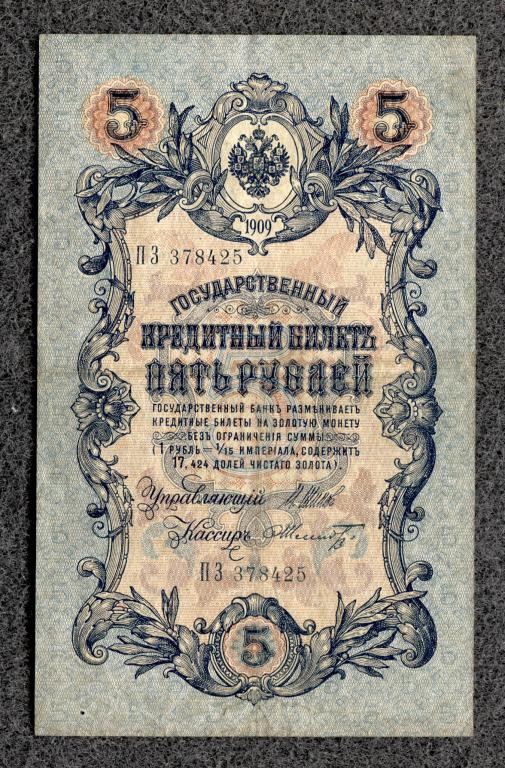 5 5
1909
ПЗ 378425
ГОСУДАРСТВЕННЫЙ
КРЕДИТНЫЙ БИЛЕТЪ
ПЯТЬ РУБЛЕЙ
ГОСУДАРСТВЕННЫЙ БАНКЪ РАЗМѢНИВАЕТЪ
КРЕДИТНЫЕ БИЛЕТЫ НА ЗОЛОТУЮ МОНЕТУ
БЕЗЪ ОГРАНИЧЕНІЯ СУММЫ
(1 РУБЛЬ = 1/15 ИМПЕРІАЛА, СОДЕРЖИТЪ
17,424 ДОЛЕЙ ЧИСТАГО ЗОЛОТА).
Управляющій
Кассиръ
ПЗ 378425
5